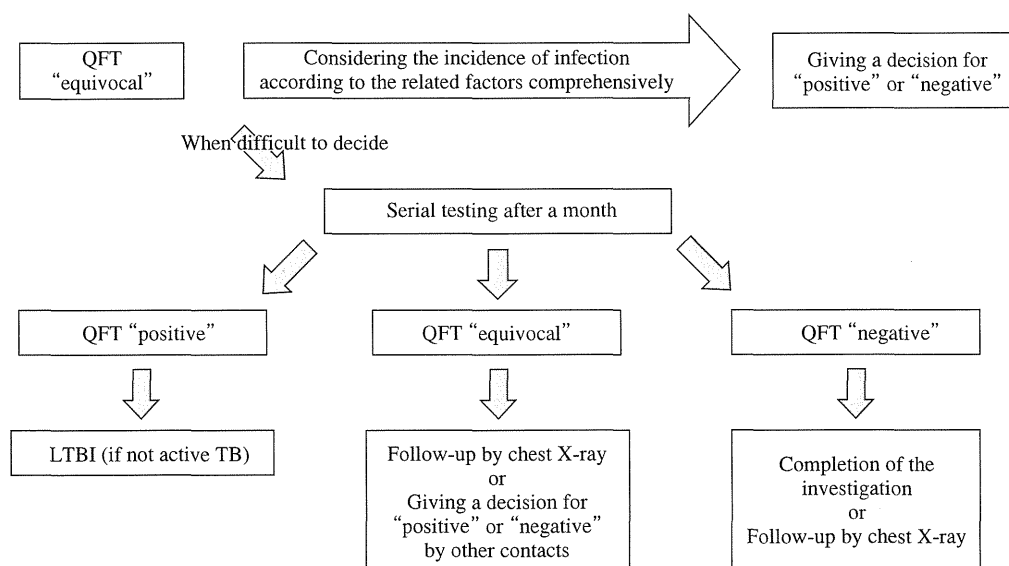 QFT
“equivocal”
Considering the incidence of infection
according to the related factors comprehensively
Giving a decision for
“positive” or “negative”
When difficult to decide
Serial testing after a month
QFT “positive”
QFT “equivocal”
QFT “negative”
LTBI (if not active TB)
Follow-up by chest X-ray
or
Giving a decision for
“positive” or “negative”
by other contacts
Completion of the
investigation
or
Follow-up by chest X-ray